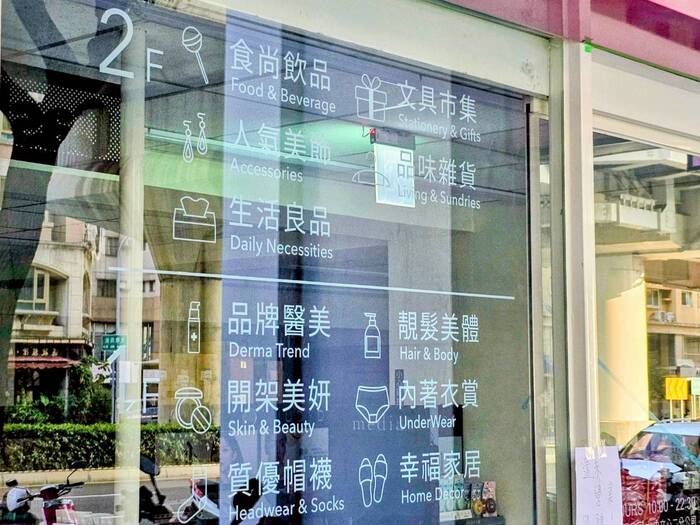 2F
食尚飲品
Food & Beverage
文具市集
Stationery & Gifts
人氣美飾
Accessories
品味雜貨
Living & Sundries
生活良品
Daily Necessities
1F
品牌醫美
Derma Trend
靚髮美體
Hair & Body
開架美妍
Skin & Beauty
內著衣賞
UnderWear
質優帽襪
Headwear & Socks
幸福家居
Home Decor